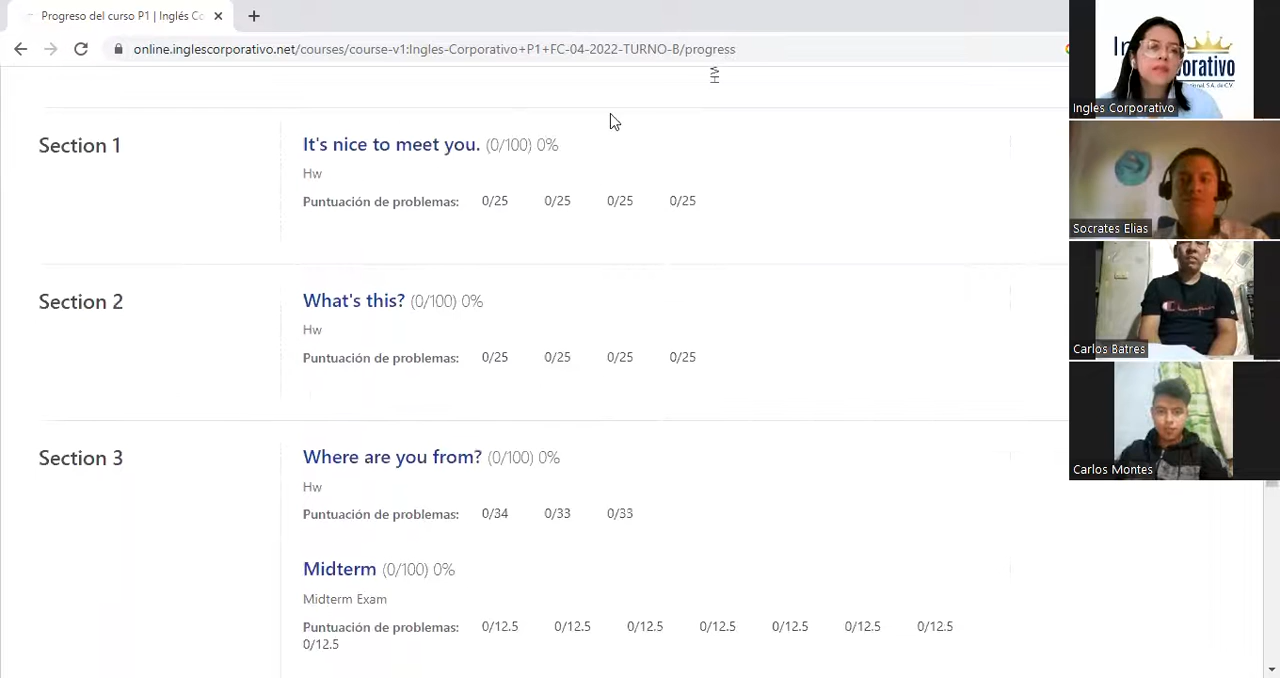 Progreso del curso P1 | Inglés Co
online.inglescorporativo.net/courses/course-v1:Ingles-Corporativo+P1+FC-04-2022-TURNO-B/progress
HW
Section 1
It's nice to meet you. (0/100) 0%
Hw
Puntuación de problemas: 0/25 0/25 0/25 0/25
Section 2
What's this? (0/100) 0%
Hw
Puntuación de problemas: 0/25 0/25 0/25 0/25
Section 3
Where are you from? (0/100) 0%
Hw
Puntuación de problemas: 0/34 0/33 0/33
Midterm (0/100) 0%
Midterm Exam
Puntuación de problemas: 0/12.5 0/12.5 0/12.5 0/12.5 0/12.5 0/12.5 0/12.5
0/12.5
In
orativo
Ingles Corporativo
Socrates Elias
Carlos Batres
Carlos Montes